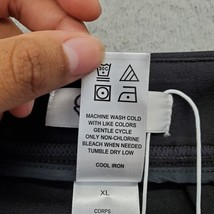 30C
MACHINE WASH COLD
WITH LIKE COLORS
GENTLE CYCLE
ONLY NON-CHLORINE
BLEACH WHEN NEEDED
TUMBLE DRY LOW
COOL IRON
XL
CORPS